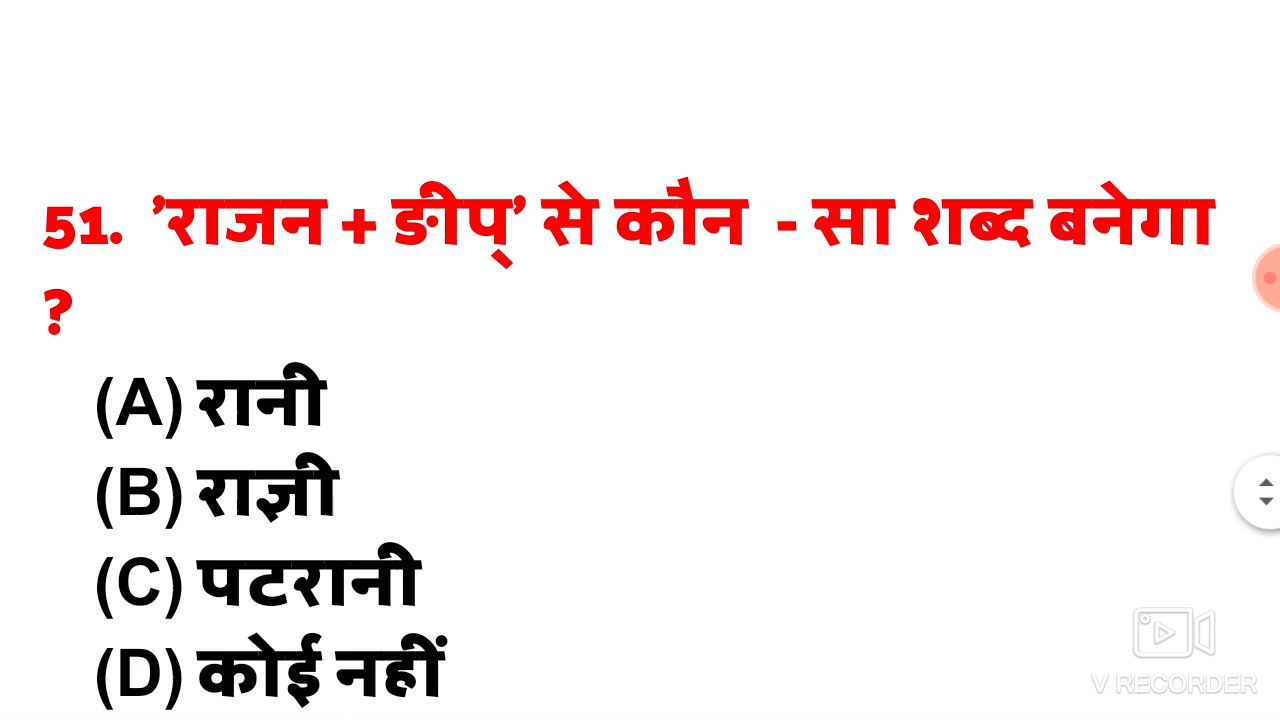 51. ’राजन + ङीप्’ से कौन - सा शब्द बनेगा
?
(A) रानी
(B) राज्ञी
(C) पटरानी
(D) कोई नहीं
V RECORDER